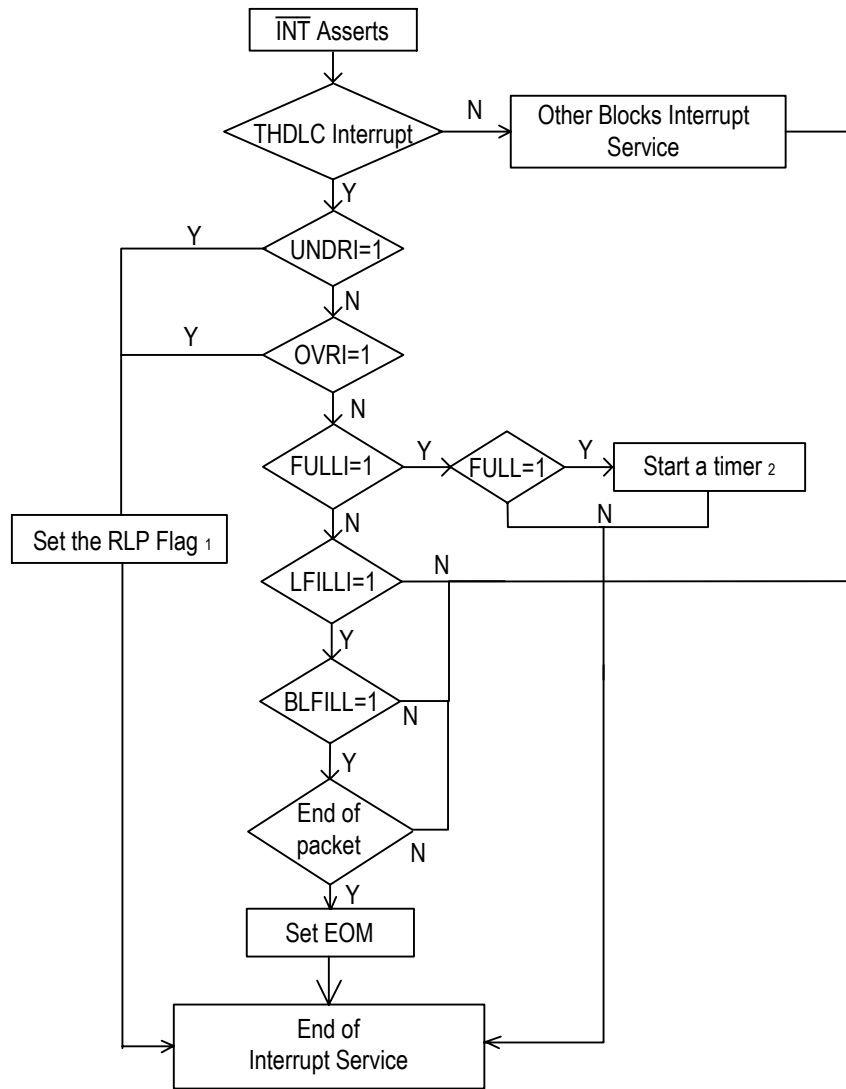 INT Asserts
THDLC Interrupt
N
Other Blocks Interrupt
Service
Y
Y
UNDRI=1
N
Y
OVRI=1
N
FULLI=1
Y
FULL=1
Y
Start a timer 2
N
N
Set the RLP Flag 1
LFILLI=1
N
Y
BLFILL=1
N
Y
End of
packet
N
Y
Set EOM
End of
Interrupt Service